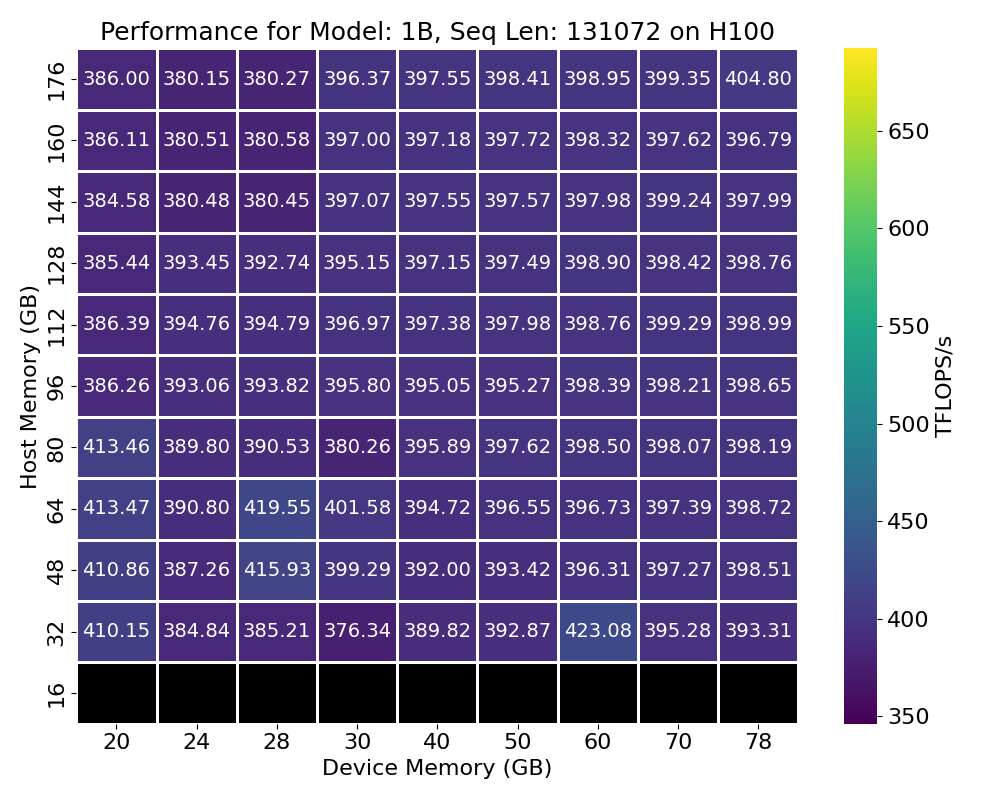 Performance for Model: 1B, Seq Len: 131072 on H100
176 386.00 380.15 380.27 396.37 397.55 398.41 398.95 399.35 404.80
160 386.11 380.51 380.58 397.00 397.18 397.72 398.32 397.62 396.79
144 384.58 380.48 380.45 397.07 397.55 397.57 397.98 399.24 397.99
128 385.44 393.45 392.74 395.15 397.15 397.49 398.90 398.42 398.76
112 386.39 394.76 394.79 396.97 397.38 397.98 398.76 399.29 398.99
96 386.26 393.06 393.82 395.80 395.05 395.27 398.39 398.21 398.65
80 413.46 389.80 390.53 380.26 395.89 397.62 398.50 398.07 398.19
64 413.47 390.80 419.55 401.58 394.72 396.55 396.73 397.39 398.72
48 410.86 387.26 415.93 399.29 392.00 393.42 396.31 397.27 398.51
32 410.15 384.84 385.21 376.34 389.82 392.87 423.08 395.28 393.31
16
20 24 28 30 40 50 60 70 78
Device Memory (GB)
Host Memory (GB)
650
600
550
500
450
400
350
TFLOPS/s